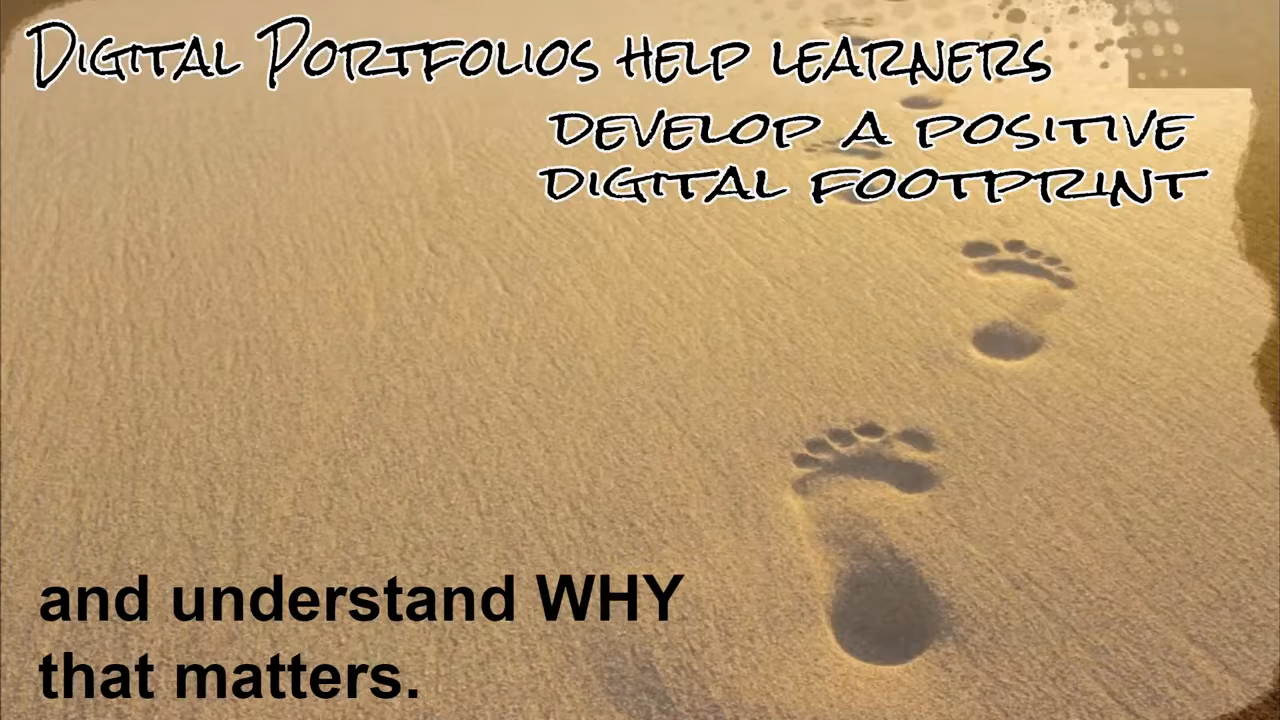 Digital Portfolios help learners
develop a positive
digital footprint
and understand WHY
that matters.